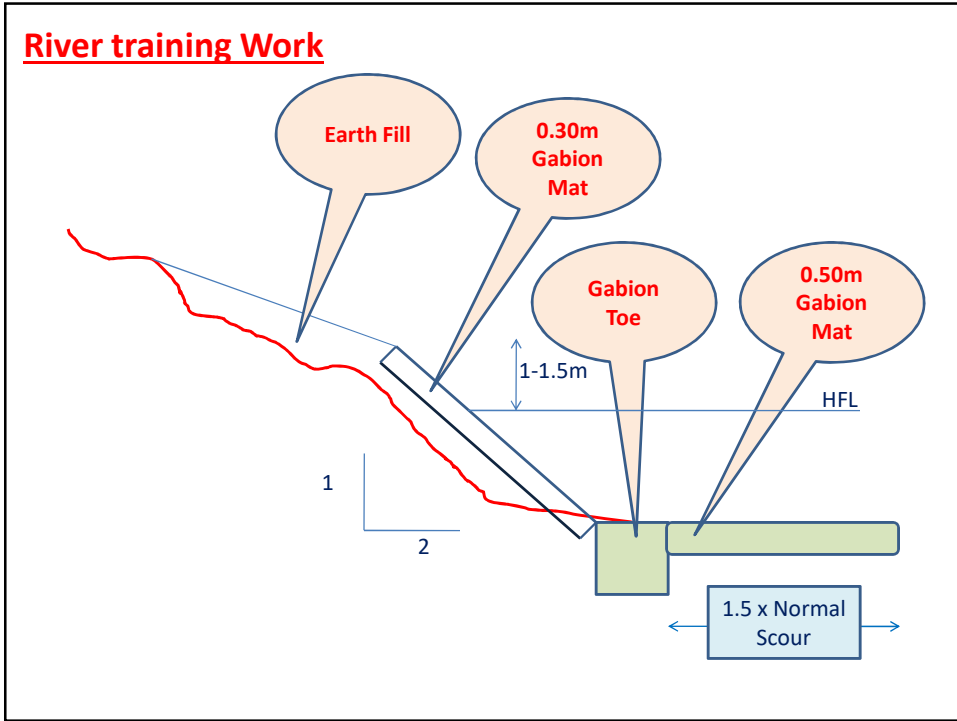 River training Work
Earth Fill
0.30m
Gabion
Mat
Gabion
Toe
0.50m
Gabion
Mat
1-1.5m
HFL
1
2
1.5 x Normal
Scour